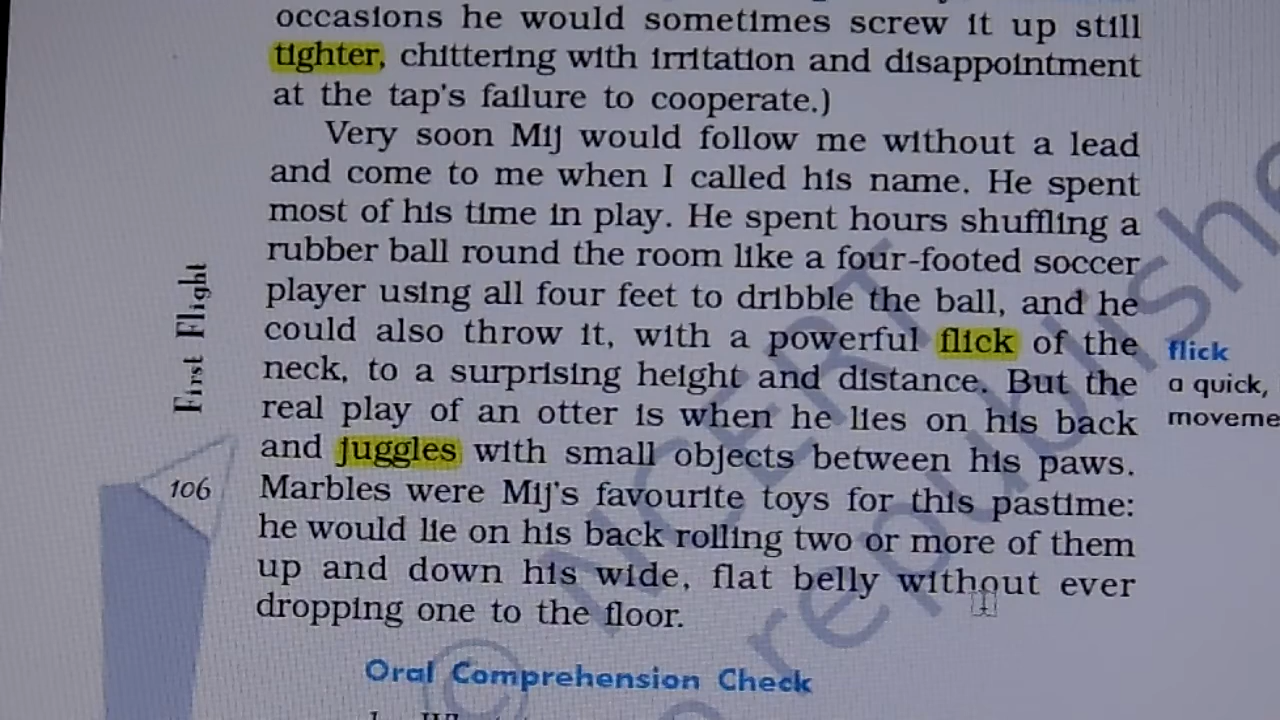 occasions he would sometimes screw it up still
tighter, chittering with irritation and disappointment
at the tap's failure to cooperate.)
Very soon Mij would follow me without a lead
and come to me when I called his name. He spent
most of his time in play. He spent hours shuffling a
rubber ball round the room like a four-footed soccer
player using all four feet to dribble the ball, and he
could also throw it, with a powerful flick of the
neck, to a surprising height and distance. But the
real play of an otter is when he lies on his back
and juggles with small objects between his paws.
Marbles were Mij's favourite toys for this pastime:
he would lie on his back rolling two or more of them
up and down his wide, flat belly without ever
dropping one to the floor.
flick
a quick,
moveme
First Flight
106
Oral Comprehension Check
© NCERT
republishe